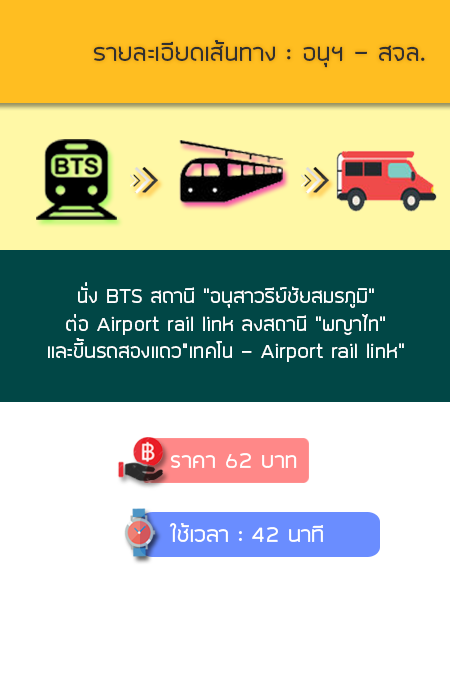 รายละเอียดเส้นทาง : อนุฯ - สจล.
BTS
นั่ง BTS สถานี "อนุสาวรีย์ชัยสมรภูมิ"
ต่อ Airport rail link ลงสถานี "พญาไท"
และขึ้นรถสองแถว"เทคโน - Airport rail link"
ราคา 62 บาท
ใช้เวลา : 42 นาที